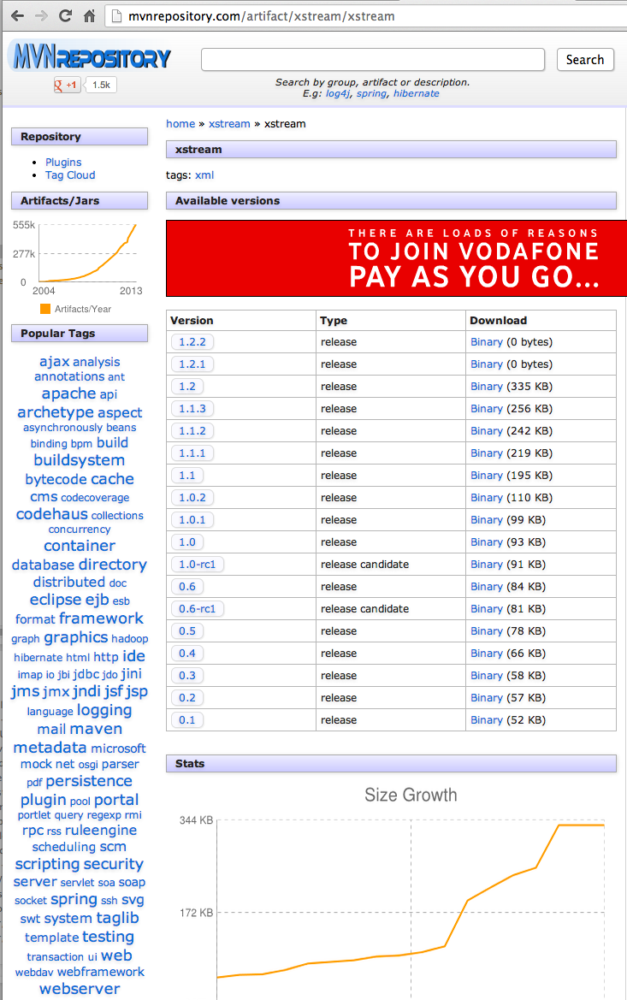 mvnrepository.com/artifact/xstream/xstream
MVNREPOSITORY
Search
+1 1.5k
Search by group, artifact or description.
E.g: log4j, spring, hibernate
home » xstream » xstream
Repository
Plugins
Tag Cloud
Artifacts/Jars
555k
277k
0
2004 2013
Artifacts/Year
Popular Tags
ajax analysis
annotations ant
apache api
archetype aspect
asynchronously beans
binding bpm build
buildsystem
bytecode cache
cms codecoverage
codehaus collections
concurrency
container
database directory
distributed doc
eclipse ejb esb
format framework
graph graphics hadoop
hibernate html http ide
imap io jbi jdbc jdo jini
jms jmx jndi jsf jsp
language logging
mail maven
metadata microsoft
mock net osgi parser
pdf persistence
plugin pool portal
portlet query regexp rmi
rpc rss ruleengine
scheduling scm
scripting security
server servlet soa soap
socket spring ssh svg
swt system taglib
template testing
transaction ui web
webdav webframework
webserver
xstream
tags: xml
Available versions
THERE ARE LOADS OF REASONS
TO JOIN VODAFONE
PAY AS YOU GO...
Version Type Download
1.2.2 release Binary (0 bytes)
1.2.1 release Binary (0 bytes)
1.2 release Binary (335 KB)
1.1.3 release Binary (256 KB)
1.1.2 release Binary (242 KB)
1.1.1 release Binary (219 KB)
1.1 release Binary (195 KB)
1.0.2 release Binary (110 KB)
1.0.1 release Binary (99 KB)
1.0 release Binary (93 KB)
1.0-rc1 release candidate Binary (91 KB)
0.6 release Binary (84 KB)
0.6-rc1 release candidate Binary (81 KB)
0.5 release Binary (78 KB)
0.4 release Binary (66 KB)
0.3 release Binary (58 KB)
0.2 release Binary (57 KB)
0.1 release Binary (52 KB)
Stats
Size Growth
344 KB
172 KB